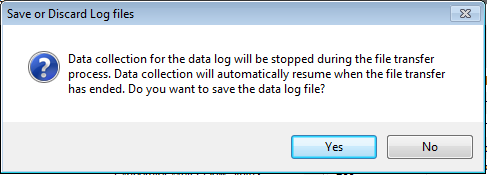 Save or Discard Log files
Data collection for the data log will be stopped during the file transfer
process. Data collection will automatically resume when the file transfer
has ended. Do you want to save the data log file?
Yes
No